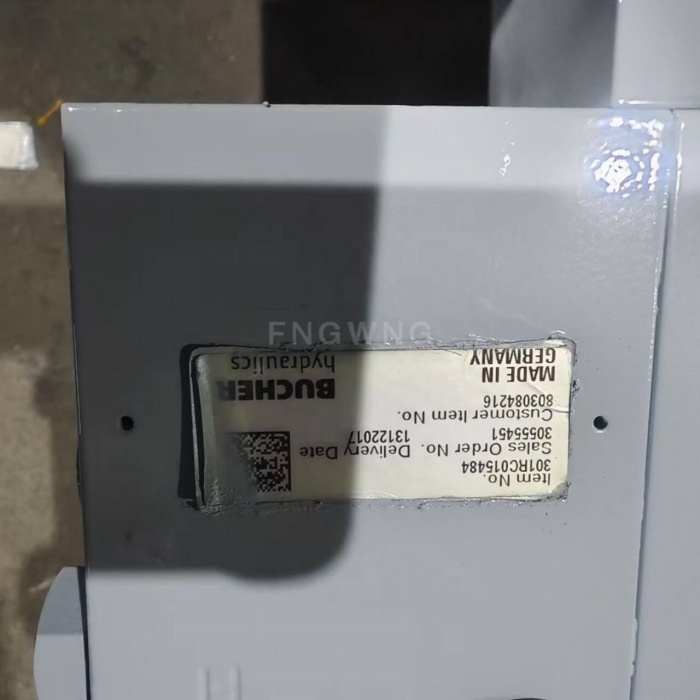 FNGWNG
Item No.
301RC015484
Sales Order No. Delivery Date
30555451 13122017
Customer Item No.
803084216
MADE IN
GERMANY
BUCHER
hydraulics